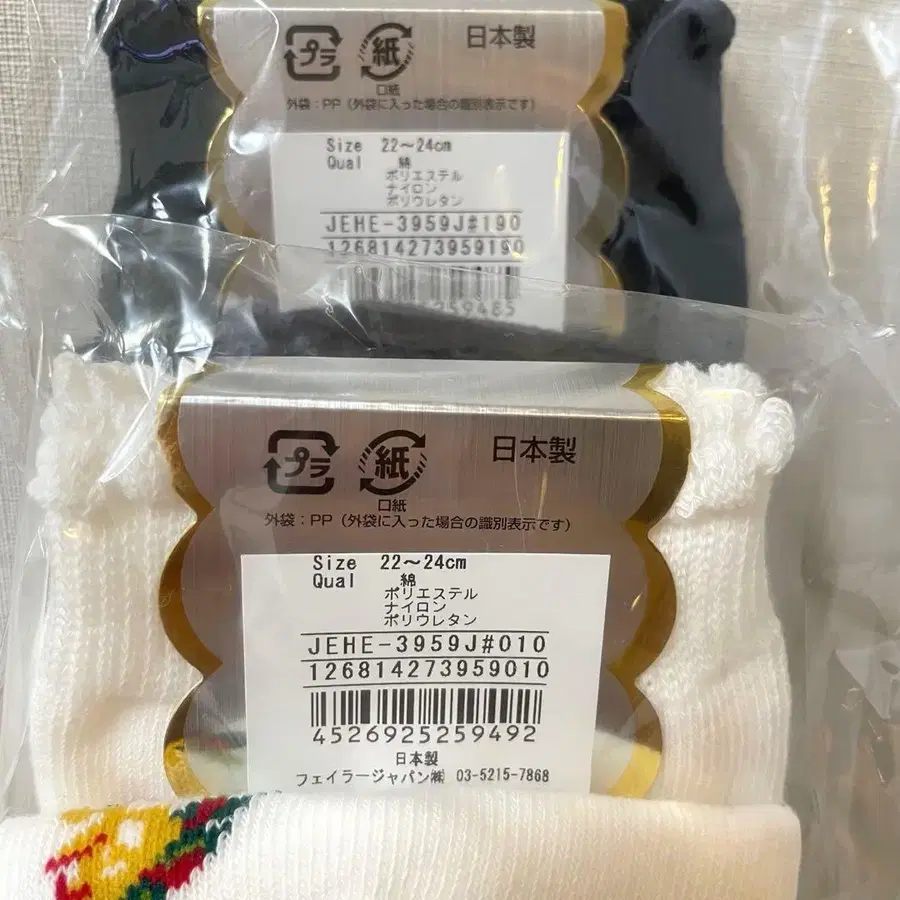 プラ
紙
日本製
口紙
外袋：PP（外袋に入った場合の識別表示です）
Size 22～24cm
Qual 綿
ポリエステル
ナイロン
ポリウレタン
JEHE-3959J#190
126814273959190
プラ
紙
日本製
口紙
外袋：PP（外袋に入った場合の識別表示です）
Size 22～24cm
Qual 綿
ポリエステル
ナイロン
ポリウレタン
JEHE-3959J#010
126814273959010
4526925259492
日本製
フェイラージャパン㈱ 03-5215-7868